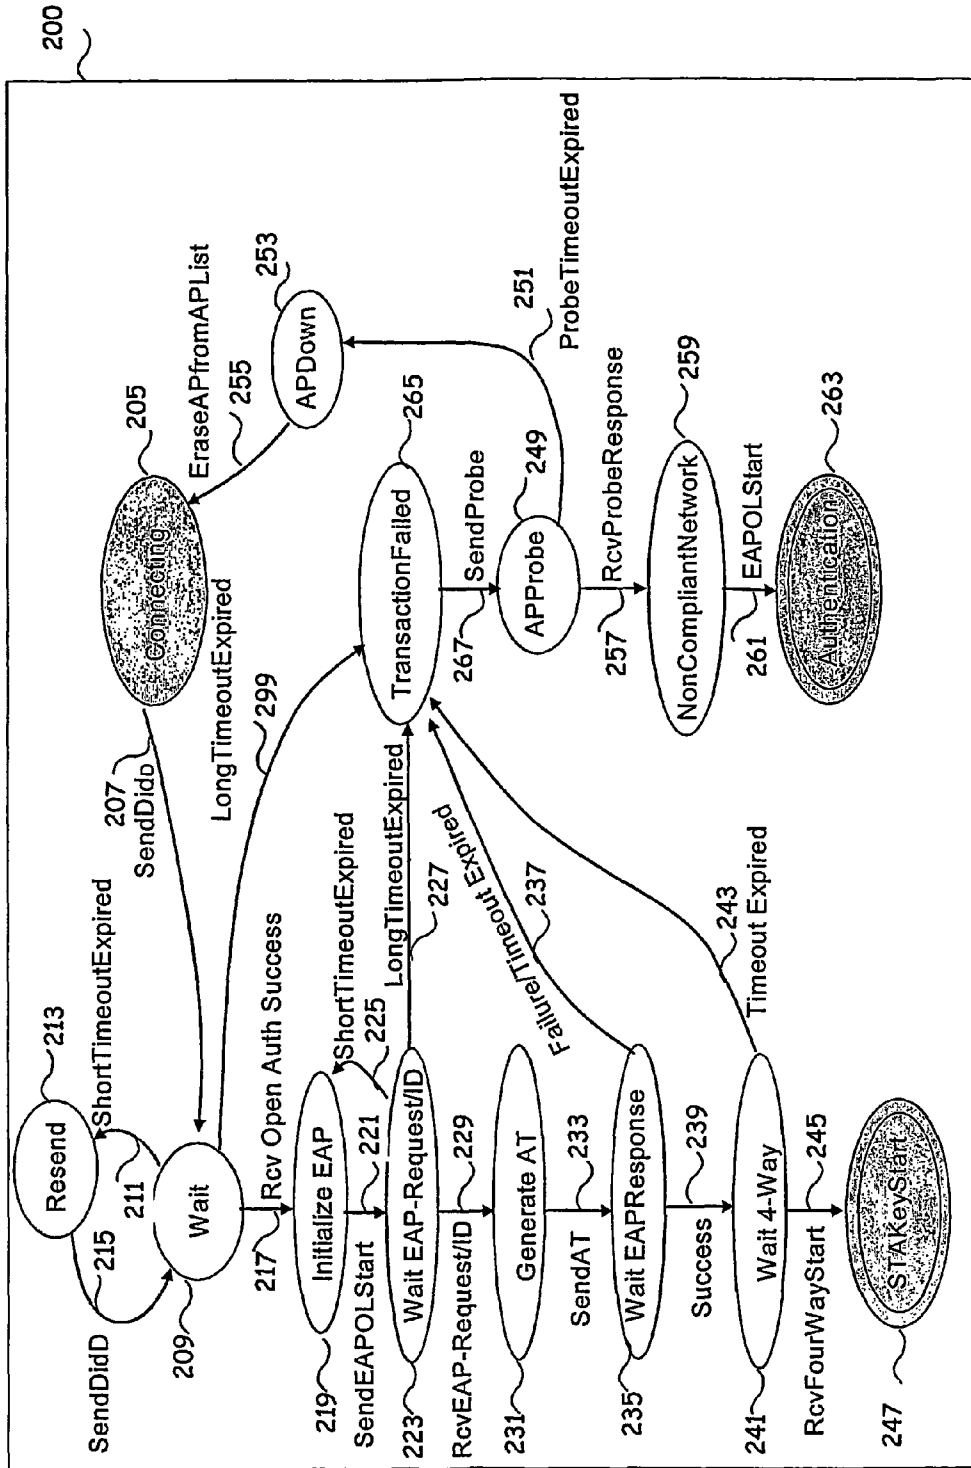 200
213
Resend
ShortTimeoutExpired
211
215
SendDidD
Wait
209
207
SendDidD
205
Connecting
EraseAPfromAPList
255
253
APDown
LongTimeoutExpired
299
217
Rcv Open Auth Success
219
Initialize EAP
ShortTimeoutExpired
225
SendEAPOLStart
221
223
Wait EAP-Request/ID
LongTimeoutExpired
227
RcvEAP-Request/ID
229
231
Generate AT
SendAT
233
235
Wait EAPResponse
Failure/Timeout Expired
237
Success
239
241
Wait 4-Way
243
Timeout Expired
RcvFourWayStart
245
247
STAKeyStart
TransactionFailed
265
267
SendProbe
APProbe
249
251
ProbeTimeoutExpired
257
RcvProbeResponse
NonCompliantNetwork
259
261
EAPOLStart
Authentication
263